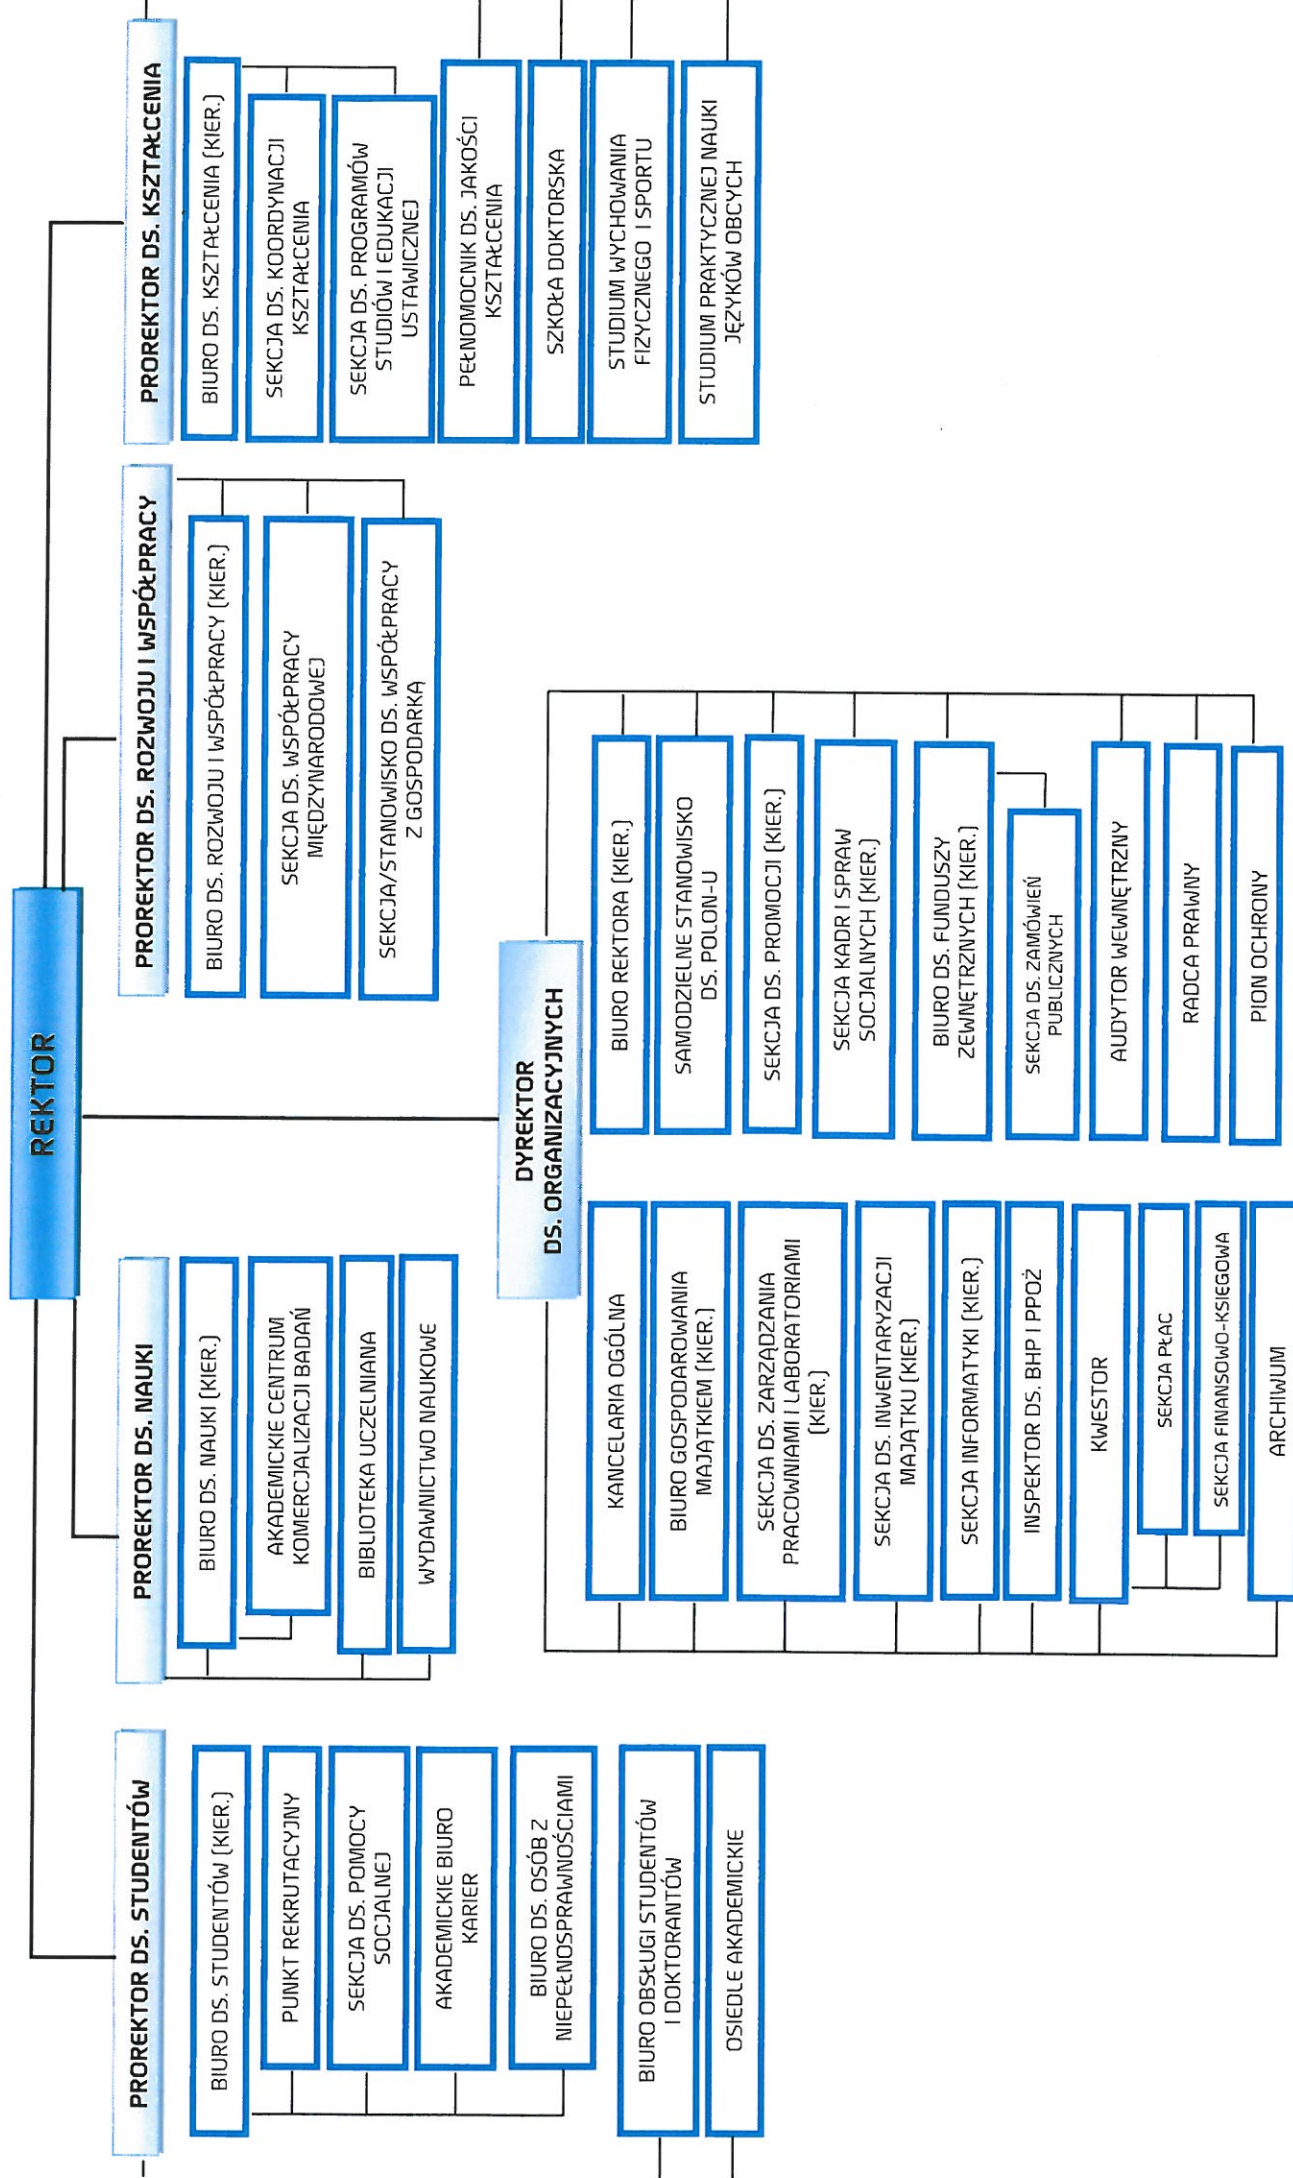 REKTOR
PROREKTOR DS. STUDENTÓW
BIURO DS. STUDENTÓW (KIER.)
PUNKT REKRUTACYJNY
SEKCJA DS. POMOCY
SOCJALNEJ
AKADEMICKIE BIURO
KARIER
BIURO DS. OSÓB Z
NIEPEŁNOSPRAWNOŚCIAMI
BIURO OBSŁUGI STUDENTÓW
I DOKTORANTÓW
OSIEDLE AKADEMICKIE
PROREKTOR DS. NAUKI
BIURO DS. NAUKI (KIER.)
AKADEMICKIE CENTRUM
KOMERCJALIZACJI BADAŃ
BIBLIOTEKA UCZELNIANA
WYDAWNICTWO NAUKOWE
PROREKTOR DS. ROZWOJU I WSPÓŁPRACY
BIURO DS. ROZWOJU I WSPÓŁPRACY (KIER.)
SEKCJA DS. WSPÓŁPRACY
MIĘDZYNARODOWEJ
SEKCJA/STANOWISKO DS. WSPÓŁPRACY
Z GOSPODARKĄ
PROREKTOR DS. KSZTAŁCENIA
BIURO DS. KSZTAŁCENIA (KIER.)
SEKCJA DS. KOORDYNACJI
KSZTAŁCENIA
SEKCJA DS. PROGRAMÓW
STUDIÓW I EDUKACJI
USTAWICZNEJ
PEŁNOMOCNIK DS. JAKOŚCI
KSZTAŁCENIA
SZKOŁA DOKTORSKA
STUDIUM WYCHOWANIA
FIZYCZNEGO I SPORTU
STUDIUM PRAKTYCZNEJ NAUKI
JĘZYKÓW OBCYCH
DYREKTOR
DS. ORGANIZACYJNYCH
KANCELARIA OGÓLNA
BIURO GOSPODAROWANIA
MAJĄTKIEM (KIER.)
SEKCJA DS. ZARZĄDZANIA
PRACOWNIAMI I LABORATORIAMI
(KIER.)
SEKCJA DS. INWENTARYZACJI
MAJĄTKU (KIER.)
SEKCJA INFORMATYKI (KIER.)
INSPEKTOR DS. BHP I PPOŻ
KWESTOR
SEKCJA PŁAC
SEKCJA FINANSOWO-KSIĘGOWA
ARCHIWUM
BIURO REKTORA (KIER.)
SAMODZIELNE STANOWISKO
DS. POLON-U
SEKCJA DS. PROMOCJI (KIER.)
SEKCJA KADR I SPRAW
SOCJALNYCH (KIER.)
BIURO DS. FUNDUSZY
ZEWNĘTRZNYCH (KIER.)
SEKCJA DS. ZAMÓWIEŃ
PUBLICZNYCH
AUDYTOR WEWNĘTRZNY
RADCA PRAWNY
PION OCHRONY